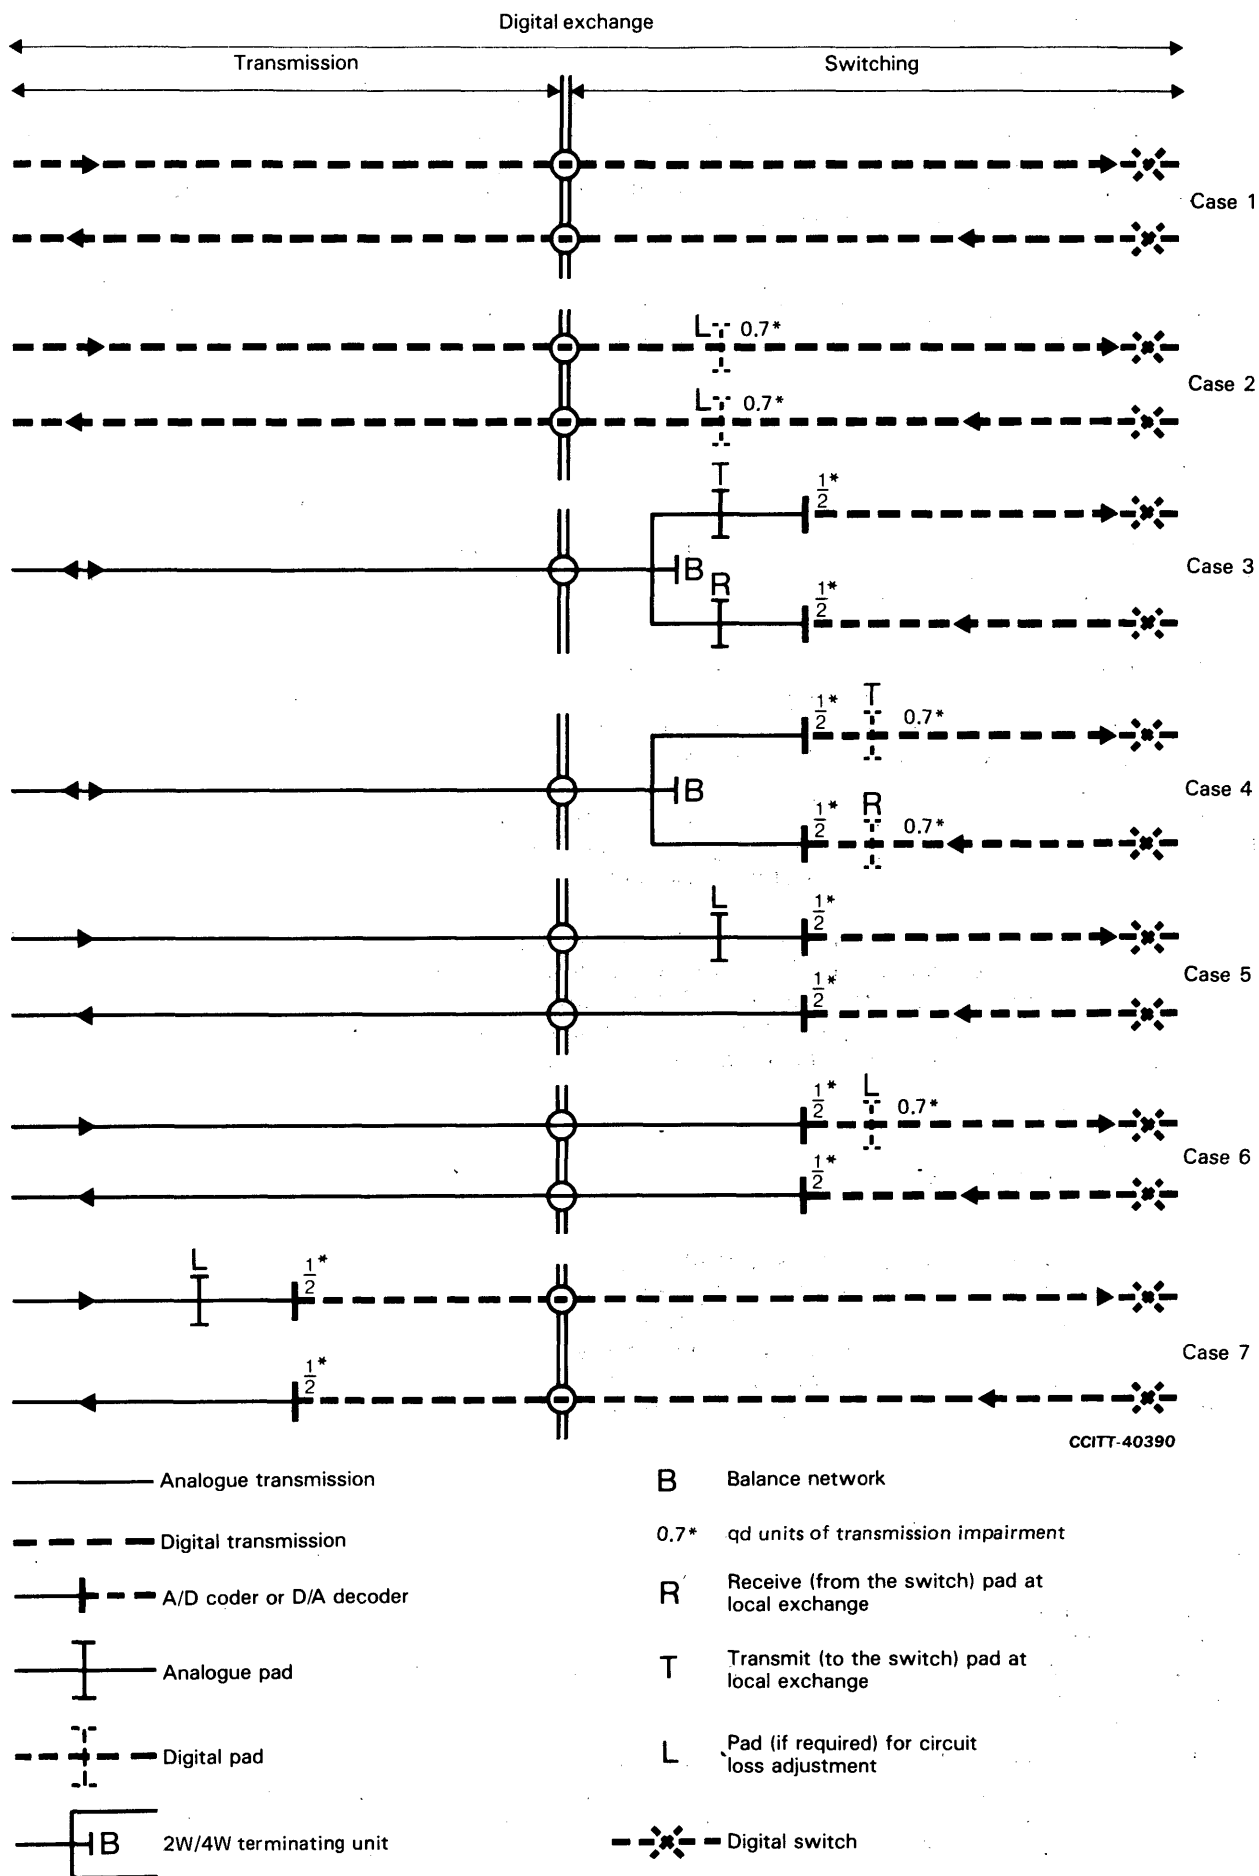 Digital exchange
Transmission
Switching
Case 1
L 0.7*
L 0.7*
Case 2
T
1/2*
B
R
1/2*
Case 3
1/2*
T
0.7*
B
1/2*
R
0.7*
Case 4
L
1/2*
1/2*
Case 5
1/2*
L
0.7*
1/2*
Case 6
L
1/2*
1/2*
Case 7
CCITT-40390
Analogue transmission
Digital transmission
A/D coder or D/A decoder
Analogue pad
Digital pad
B
2W/4W terminating unit
B Balance network
0.7* qd units of transmission impairment
R Receive (from the switch) pad at
local exchange
T Transmit (to the switch) pad at
local exchange
L Pad (if required) for circuit
loss adjustment
Digital switch